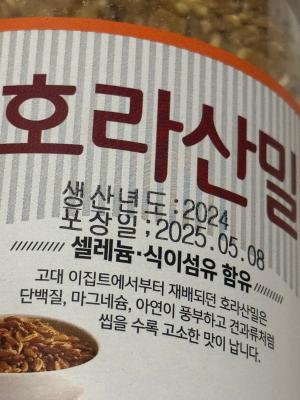 호라산밀
생산년도:2024
포장일:2025.05.08
셀레늄·식이섬유 함유
고대 이집트에서부터 재배되던 호라산밀은
단백질, 마그네슘, 아연이 풍부하고 견과류처럼
씹을 수록 고소한 맛이 납니다.